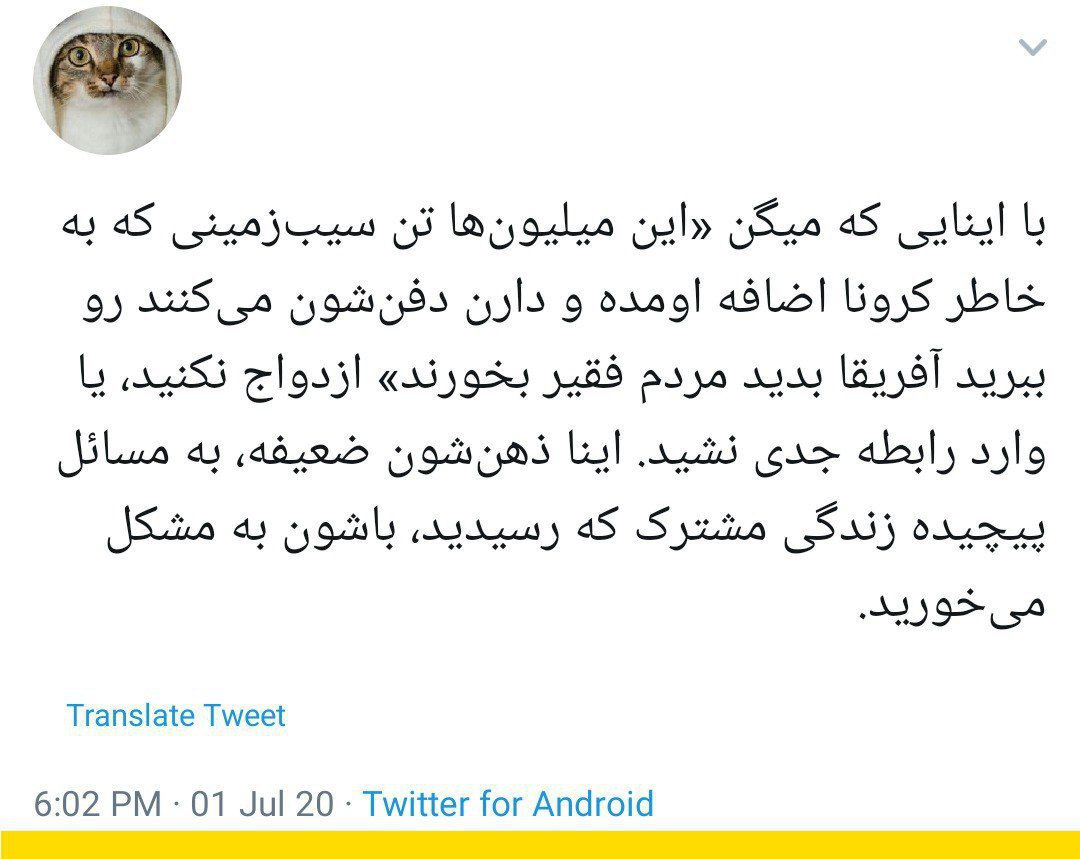 با اینایی که میگن «این میلیون‌ها تن سیب‌زمینی که به
خاطر کرونا اضافه اومده و دارن دفن‌شون می‌کنند رو
ببرید آفریقا بدید مردم فقیر بخورند» ازدواج نکنید، یا
وارد رابطه جدی نشید. اینا ذهن‌شون ضعیفه، به مسائل
پیچیده زندگی مشترک که رسیدید، باشون به مشکل
می‌خورید.
Translate Tweet
6:02 PM · 01 Jul 20 · Twitter for Android